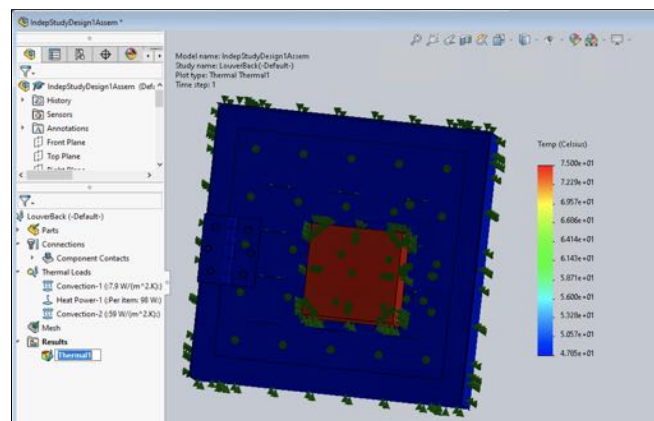 IndepStudyDesign1Assem *
IndepStudyDesign1Assem (Defa
History
Sensors
Annotations
Front Plane
Top Plane
LouverBack (-Default-)
Parts
Connections
Component Contacts
Thermal Loads
Convection-1 (:7.9 W/(m^2.K):)
Heat Power-1 (:Per item: 98 W:)
Convection-2 (:59 W/(m^2.K):)
Mesh
Results
Thermal1
Model name: IndepStudyDesign1Assem
Study name: LouverBack(-Default-)
Plot type: Thermal Thermal1
Time step: 1
Temp (Celsius)
7.500e+01
7.229e+01
6.957e+01
6.686e+01
6.414e+01
6.143e+01
5.871e+01
5.600e+01
5.328e+01
5.057e+01
4.785e+01